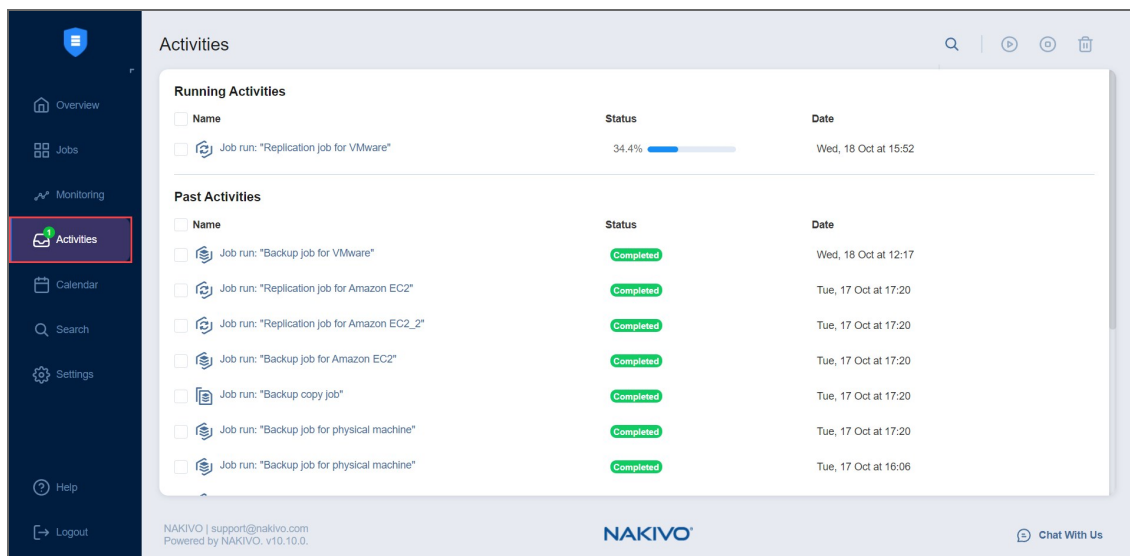 Activities
Overview
Jobs
Monitoring
1
Activities
Calendar
Search
Settings
Help
Logout
Running Activities
Name Status Date
Job run: "Replication job for VMware" 34.4% Wed, 18 Oct at 15:52
Past Activities
Name Status Date
Job run: "Backup job for VMware" Completed Wed, 18 Oct at 12:17
Job run: "Replication job for Amazon EC2" Completed Tue, 17 Oct at 17:20
Job run: "Replication job for Amazon EC2_2" Completed Tue, 17 Oct at 17:20
Job run: "Backup job for Amazon EC2" Completed Tue, 17 Oct at 17:20
Job run: "Backup copy job" Completed Tue, 17 Oct at 17:20
Job run: "Backup job for physical machine" Completed Tue, 17 Oct at 17:20
Job run: "Backup job for physical machine" Completed Tue, 17 Oct at 16:06
NAKIVO | support@nakivo.com
Powered by NAKIVO. v10.10.0.
NAKIVO®
Chat With Us